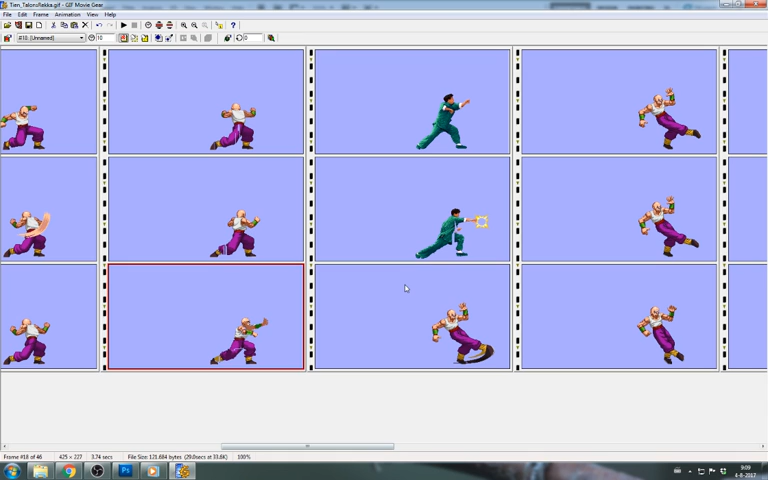 Tien_TalonsRekka.gif - GIF Movie Gear
File Edit Frame Animation View Help
#18: [Unnamed] 10 0
Frame #18 of 46 425 × 227 3.74 secs File Size: 121,684 bytes (29.0secs at 33.6K) 100%
9:09
4-8-2017